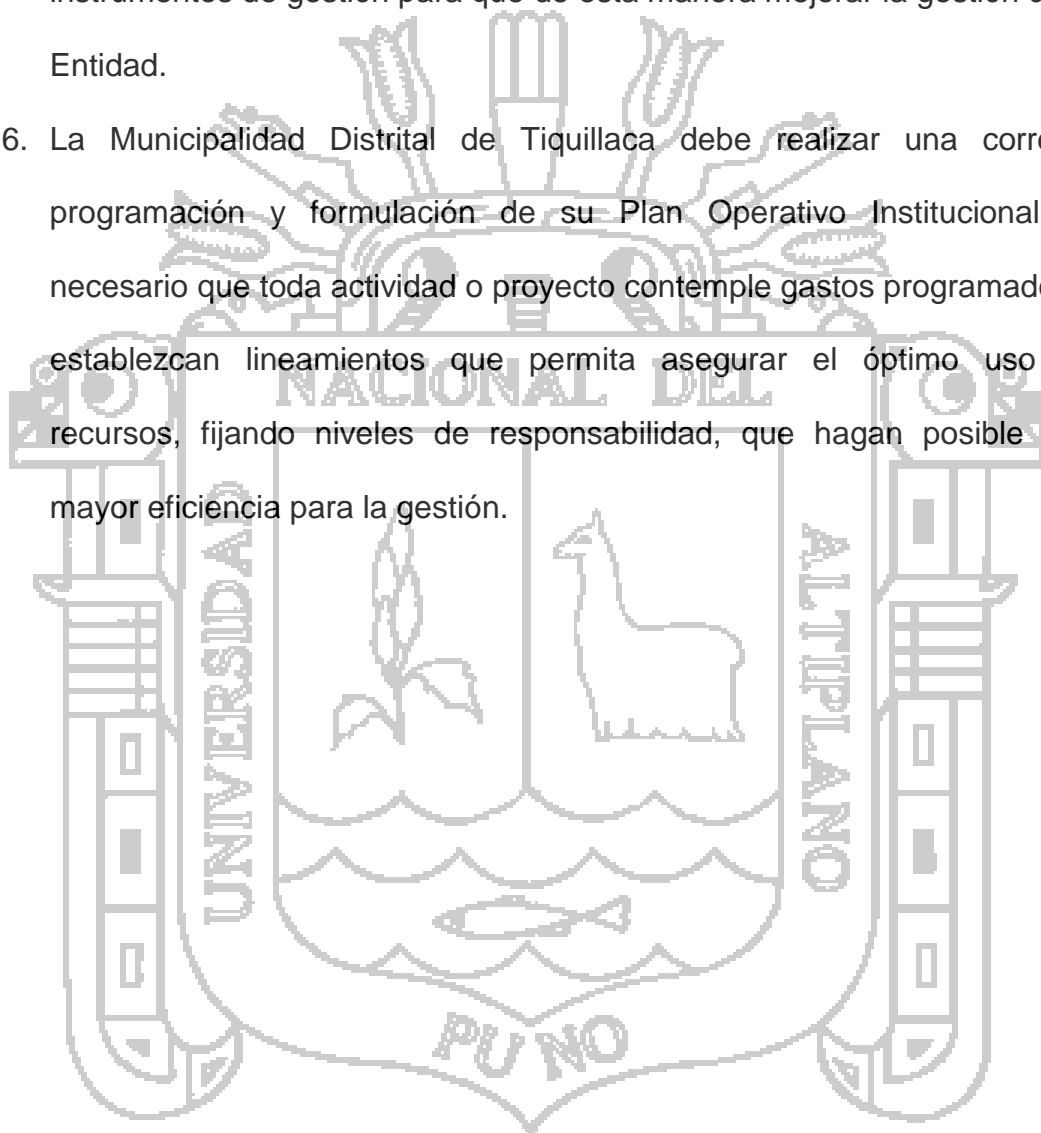 instrumentos de gestión para que de esta manera mejorar la gestión
Entidad.
6. La Municipalidad Distrital de Tiquillaca debe realizar una
programación y formulación de su Plan Operativo Institucional
necesario que toda actividad o proyecto contemple gastos
establezcan lineamientos que permita asegurar el óptimo uso
recursos, fijando niveles de responsabilidad, que hagan posible
mayor eficiencia para la gestión.
NACIONAL DEL
UNIVERSIDAD
ALTIPLANO
PUNO